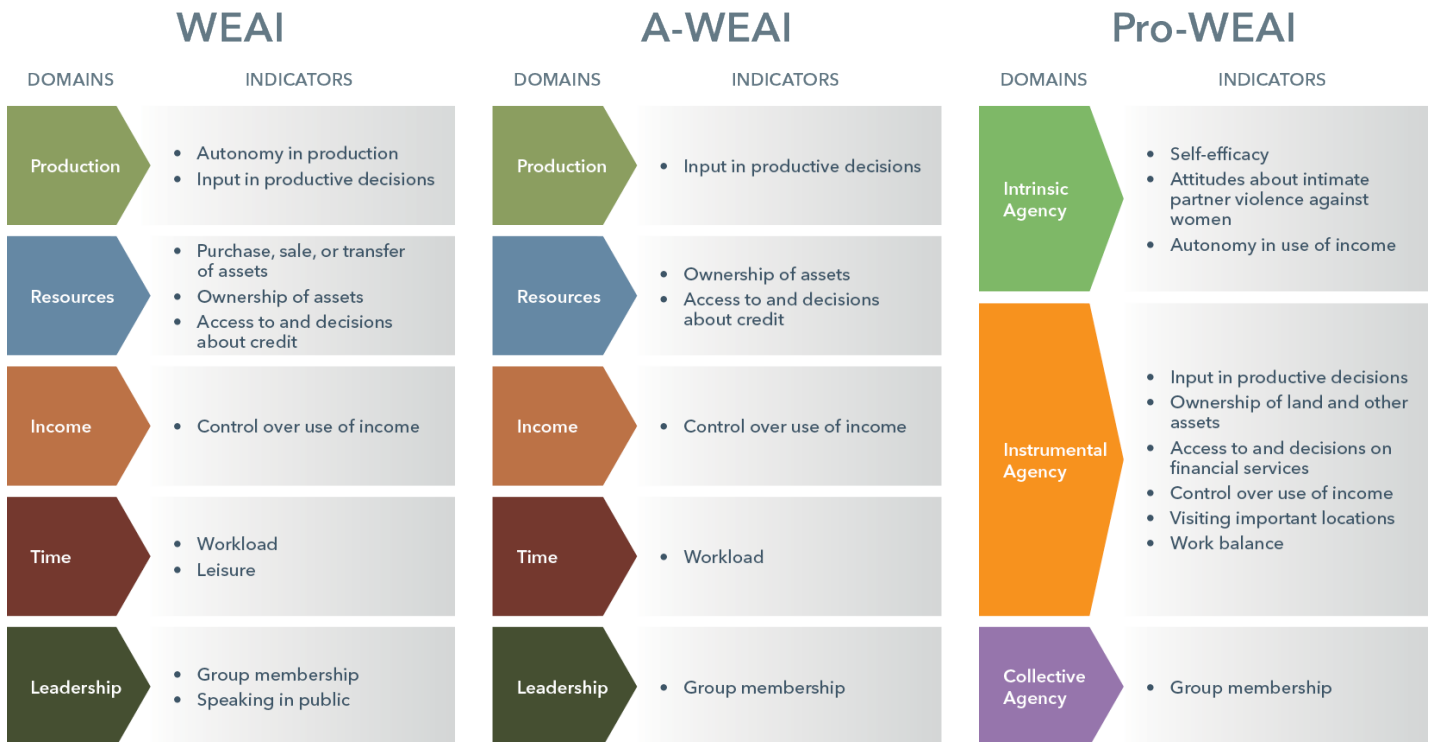 WEAI
DOMAINS
INDICATORS
Production
• Autonomy in production
• Input in productive decisions
Resources
• Purchase, sale, or transfer
of assets
• Ownership of assets
• Access to and decisions
about credit
Income
• Control over use of income
Time
• Workload
• Leisure
Leadership
• Group membership
• Speaking in public
A-WEAI
DOMAINS
INDICATORS
Production
• Input in productive decisions
Resources
• Ownership of assets
• Access to and decisions
about credit
Income
• Control over use of income
Time
• Workload
Leadership
• Group membership
Pro-WEAI
DOMAINS
INDICATORS
Intrinsic
Agency
• Self-efficacy
• Attitudes about intimate
partner violence against
women
• Autonomy in use of income
Instrumental
Agency
• Input in productive decisions
• Ownership of land and other
assets
• Access to and decisions on
financial services
• Control over use of income
• Visiting important locations
• Work balance
Collective
Agency
• Group membership